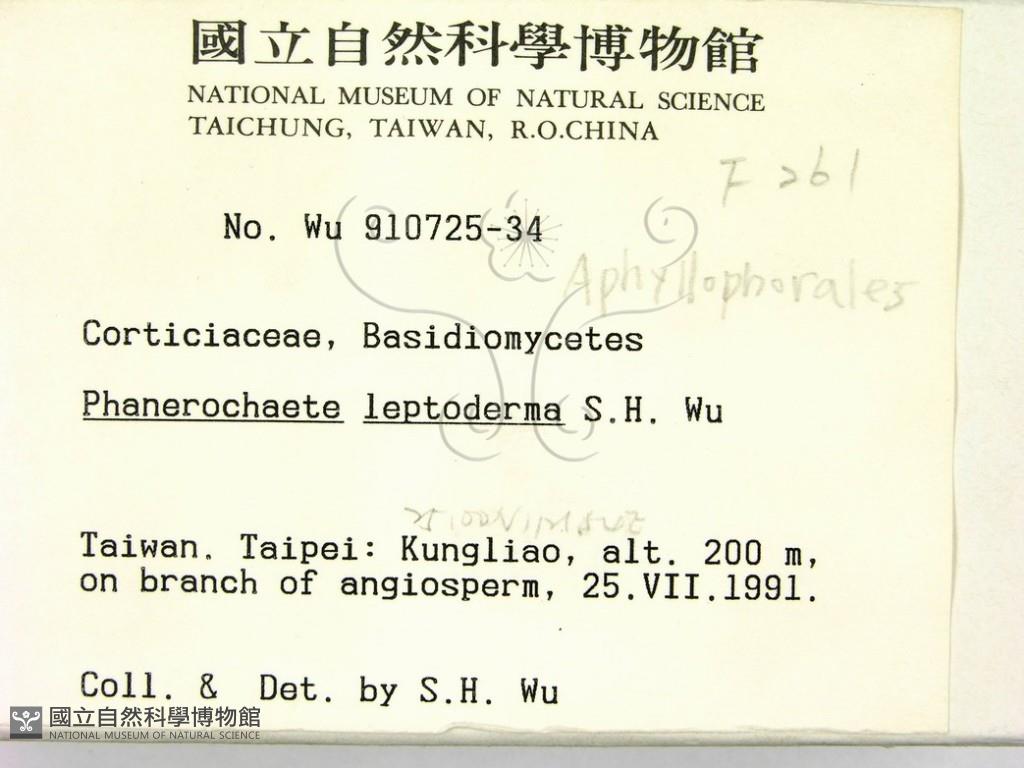 國立自然科學博物館
NATIONAL MUSEUM OF NATURAL SCIENCE
TAICHUNG, TAIWAN, R.O.CHINA
F 261
No. Wu 910725-34
Aphyllophorales
Corticiaceae, Basidiomycetes
Phanerochaete leptoderma S.H. Wu
Taiwan. Taipei: Kungliao, alt. 200 m,
on branch of angiosperm, 25.VII.1991.
Coll. & Det. by S.H. Wu
國立自然科學博物館
NATIONAL MUSEUM OF NATURAL SCIENCE